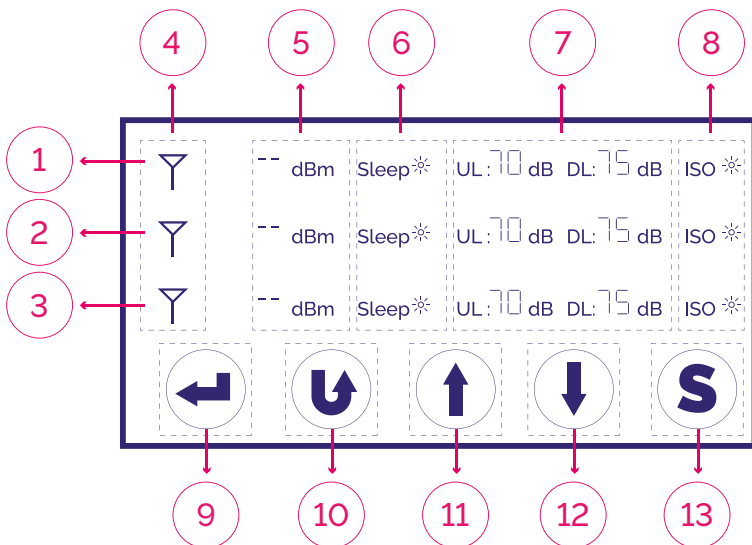 4 5 6 7 8
1 -- dBm Sleep UL: 70 dB DL: 75 dB ISO
2 -- dBm Sleep UL: 70 dB DL: 75 dB ISO
3 -- dBm Sleep UL: 70 dB DL: 75 dB ISO
S
9 10 11 12 13